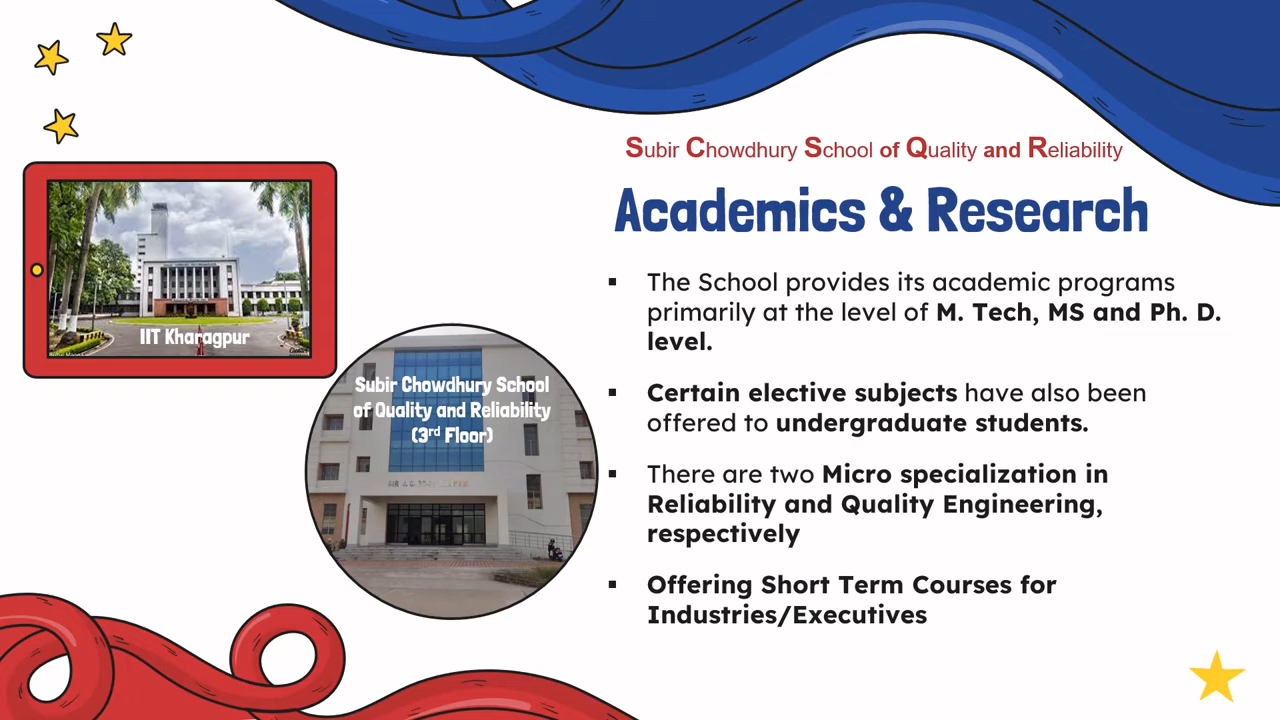 Subir Chowdhury School of Quality and Reliability
Academics & Research
IIT Kharagpur
Subir Chowdhury School
of Quality and Reliability
(3rd Floor)
▪ The School provides its academic programs
primarily at the level of M. Tech, MS and Ph. D.
level.
▪ Certain elective subjects have also been
offered to undergraduate students.
▪ There are two Micro specialization in
Reliability and Quality Engineering,
respectively
▪ Offering Short Term Courses for
Industries/Executives